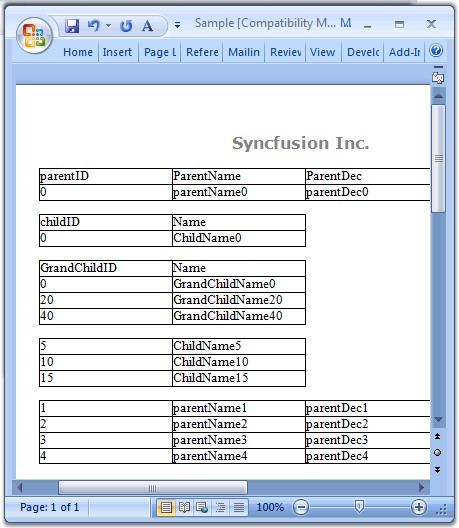 Sample [Compatibility M... M
Home Insert Page L Refere Mailin Review View Develc Add-Ir
Syncfusion Inc.
parentID ParentName ParentDec
0 parentName0 parentDec0
childID Name
0 ChildName0
GrandChildID Name
0 GrandChildName0
20 GrandChildName20
40 GrandChildName40
5 ChildName5
10 ChildName10
15 ChildName15
1 parentName1 parentDec1
2 parentName2 parentDec2
3 parentName3 parentDec3
4 parentName4 parentDec4
Page: 1 of 1 100%